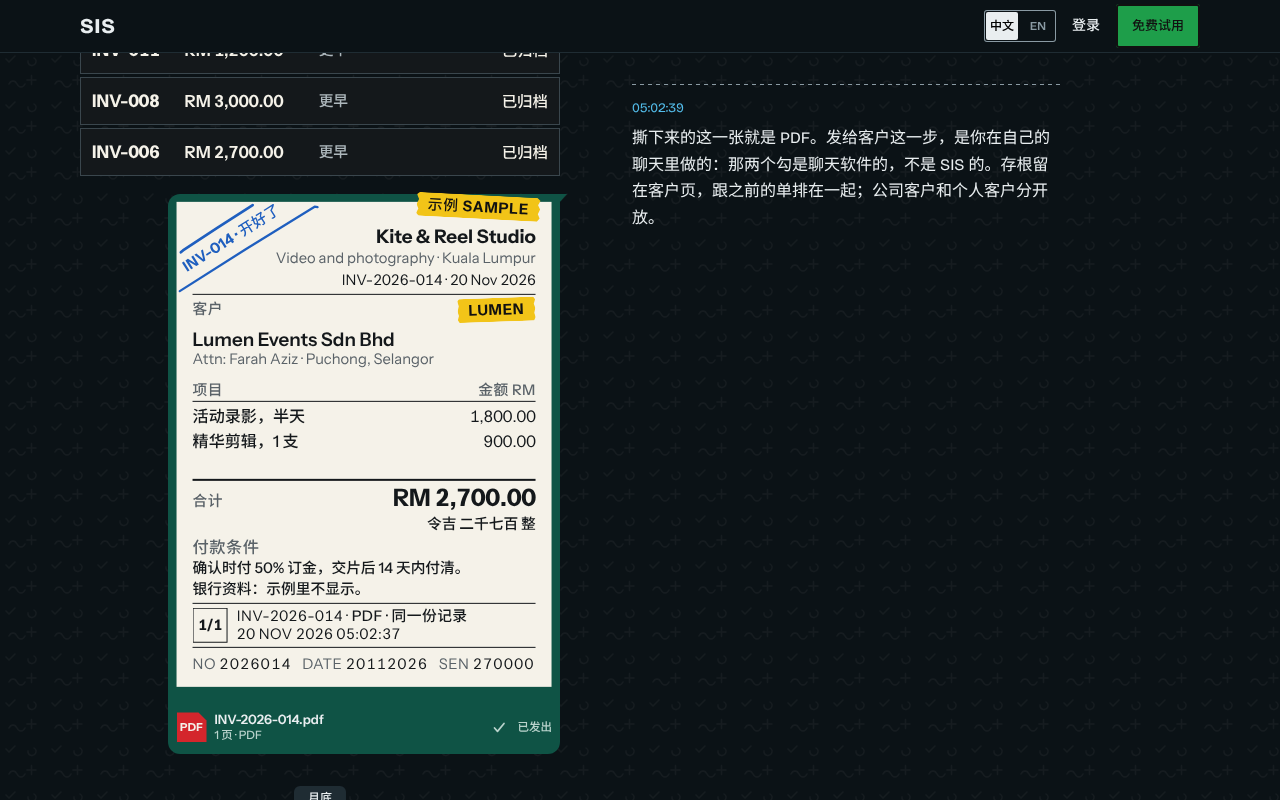 SIS
中文 EN
登录
免费试用
INV-011 RM 1,200.00 更早 已归档
INV-008 RM 3,000.00 更早 已归档
INV-006 RM 2,700.00 更早 已归档
示例 SAMPLE
INV-014 · 开好了
Kite & Reel Studio
Video and photography · Kuala Lumpur
INV-2026-014 · 20 Nov 2026
客户 LUMEN
Lumen Events Sdn Bhd
Attn: Farah Aziz · Puchong, Selangor
项目 金额 RM
活动录影，半天 1,800.00
精华剪辑，1 支 900.00
合计 RM 2,700.00
令吉 二千七百 整
付款条件
确认时付 50% 订金，交片后 14 天内付清。
银行资料：示例里不显示。
1/1
INV-2026-014 · PDF · 同一份记录
20 NOV 2026 05:02:37
NO 2026014 DATE 20112026 SEN 270000
PDF
INV-2026-014.pdf
1 页 · PDF
已发出
月底
05:02:39
撕下来的这一张就是 PDF。发给客户这一步，是你在自己的
聊天里做的：那两个勾是聊天软件的，不是 SIS 的。存根留
在客户页，跟之前的单排在一起；公司客户和个人客户分开
放。